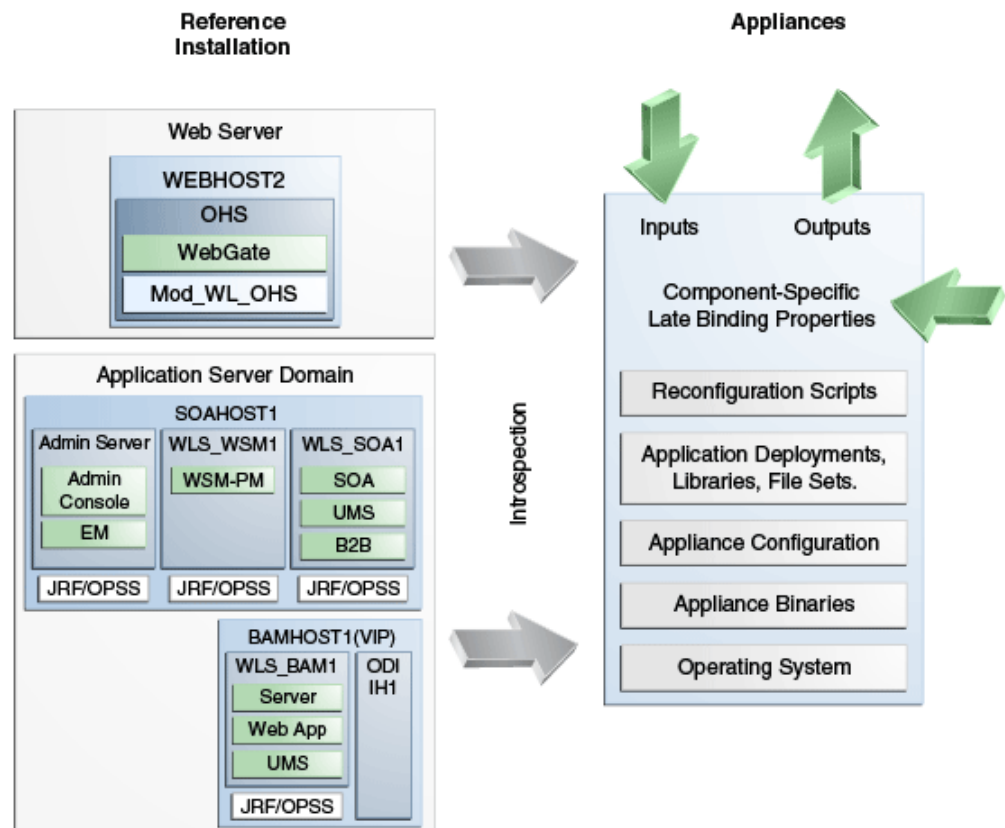 Reference
Installation
Web Server
WEBHOST2
OHS
WebGate
Mod_WL_OHS
Application Server Domain
SOAHOST1
Admin Server
Admin
Console
EM
JRF/OPSS
WLS_WSM1
WSM-PM
JRF/OPSS
WLS_SOA1
SOA
UMS
B2B
JRF/OPSS
BAMHOST1(VIP)
WLS_BAM1
Server
Web App
UMS
JRF/OPSS
ODI
IH1
Introspection
Appliances
Inputs
Outputs
Component-Specific
Late Binding Properties
Reconfiguration Scripts
Application Deployments,
Libraries, File Sets.
Appliance Configuration
Appliance Binaries
Operating System